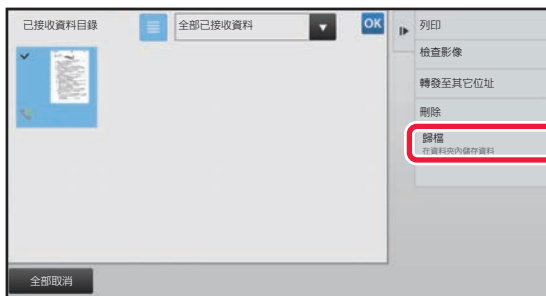 已接收資料目錄
全部已接收資料
OK
列印
檢查影像
轉發至其它位址
刪除
歸檔
在資料夾內儲存資料
全部取消